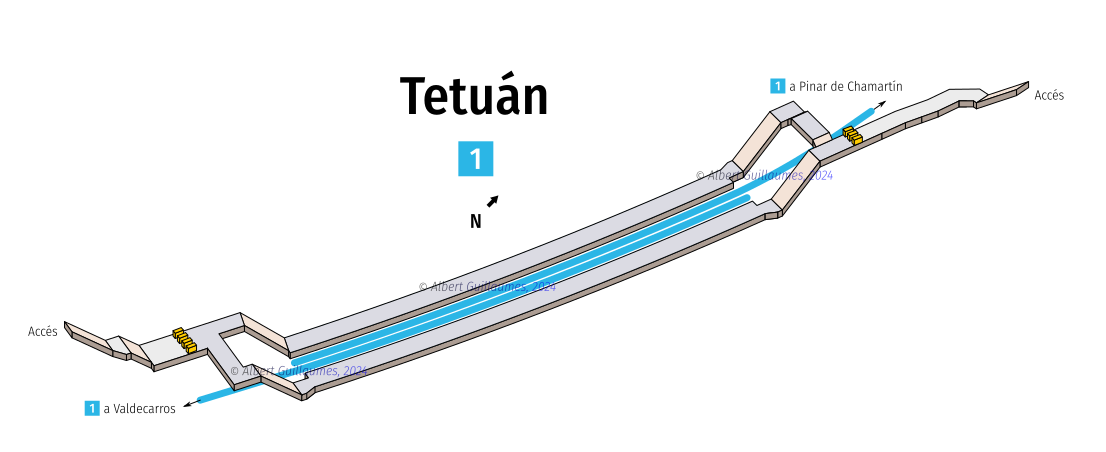 Tetuán
1 a Pinar de Chamartín
Accés
1
© Albert Guillaumes, 2024
N
© Albert Guillaumes, 2024
Accés
© Albert Guillaumes, 2024
1 a Valdecarros